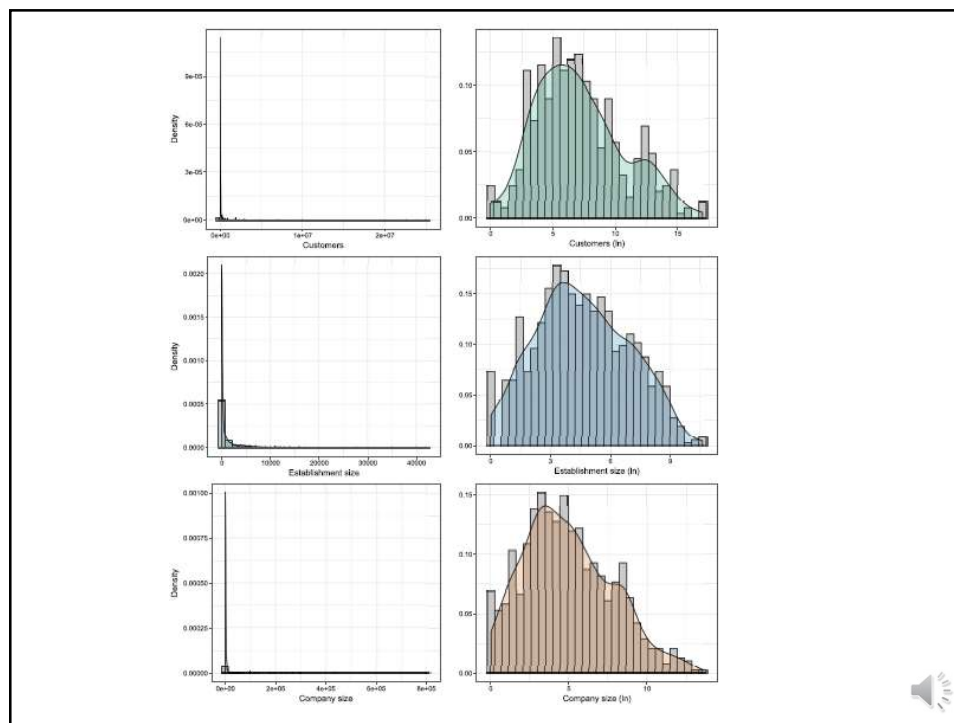 Density
9e-05
6e-05
3e-05
0e+00
0e+00 1e+07 2e+07
Customers
0.10
0.05
0.00
0 5 10 15
Customers (ln)
Density
0.0020
0.0015
0.0010
0.0005
0.0000
0 10000 20000 30000 40000
Establishment size
0.15
0.10
0.05
0.00
0 3 6 9
Establishment size (ln)
Density
0.00100
0.00075
0.00050
0.00025
0.00000
0e+00 2e+05 4e+05 6e+05 8e+05
Company size
0.15
0.10
0.05
0.00
0 5 10
Company size (ln)